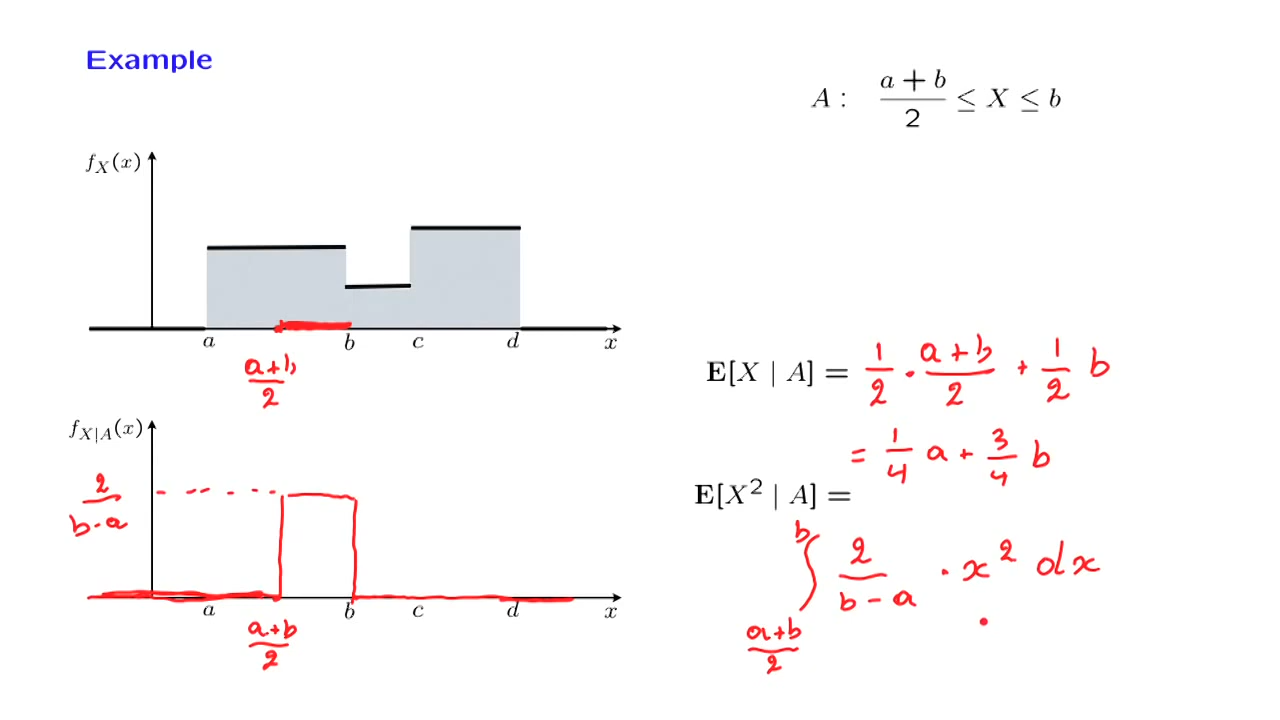 Example
A : a + b / 2 ≤ X ≤ b
f_X(x)
a b c d x
a+b / 2
E[X | A] = 1/2 · a+b / 2 + 1/2 b
= 1/4 a + 3/4 b
f_{X|A}(x)
2 / b-a
E[X² | A] =
∫_{a+b / 2}^{b} 2 / b-a · x² dx
a b c d x
a+b / 2